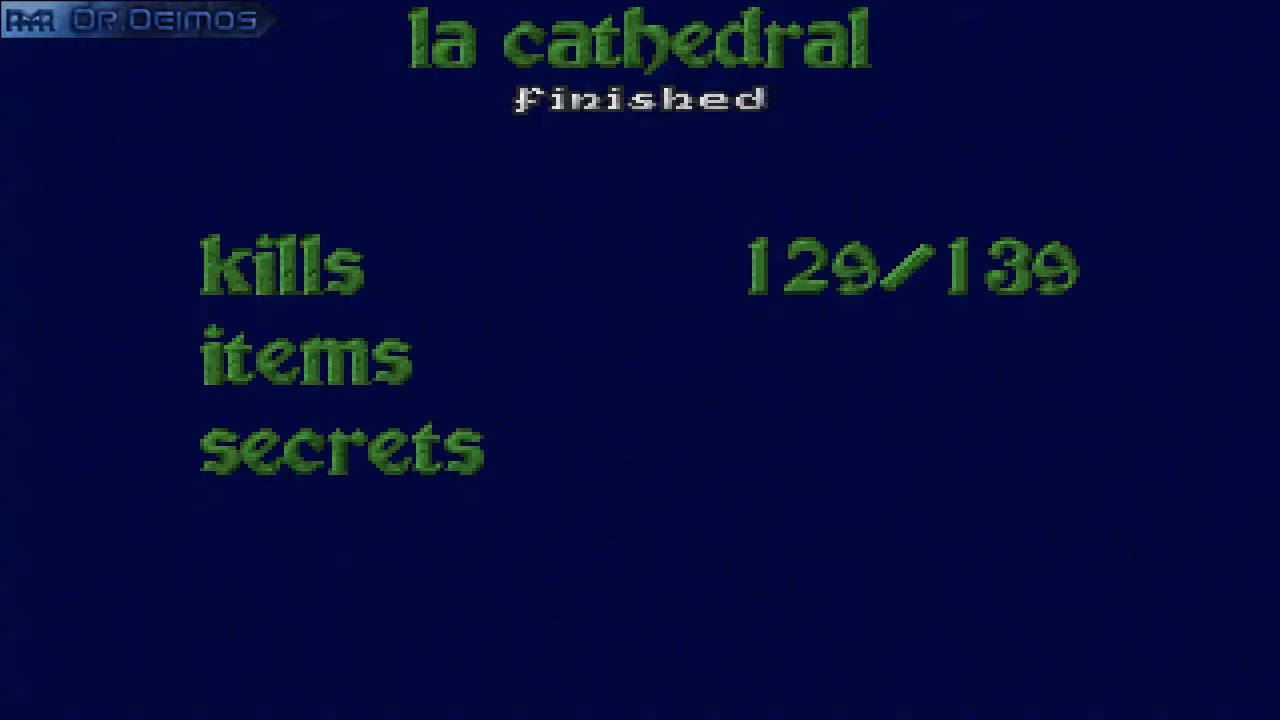 Dr.Deimos
la cathedral
finished
kills 129/139
items
secrets